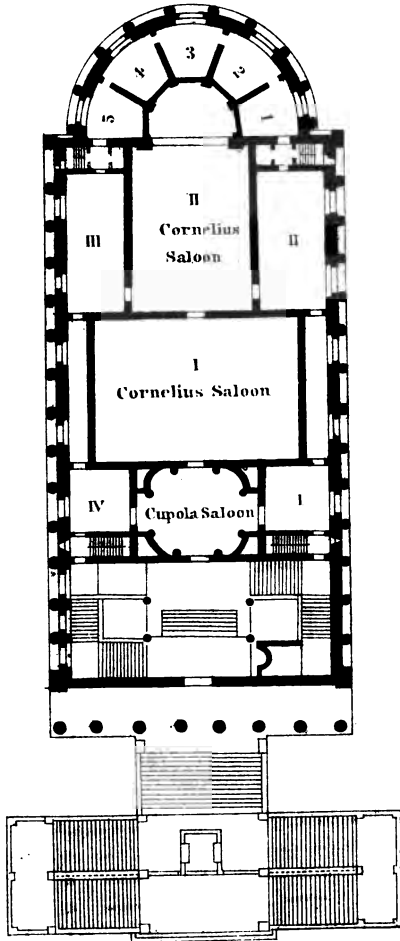 3
4
2
5
1
II
Cornelius
Saloon
III
II
I
Cornelius Saloon
IV
Cupola Saloon
I